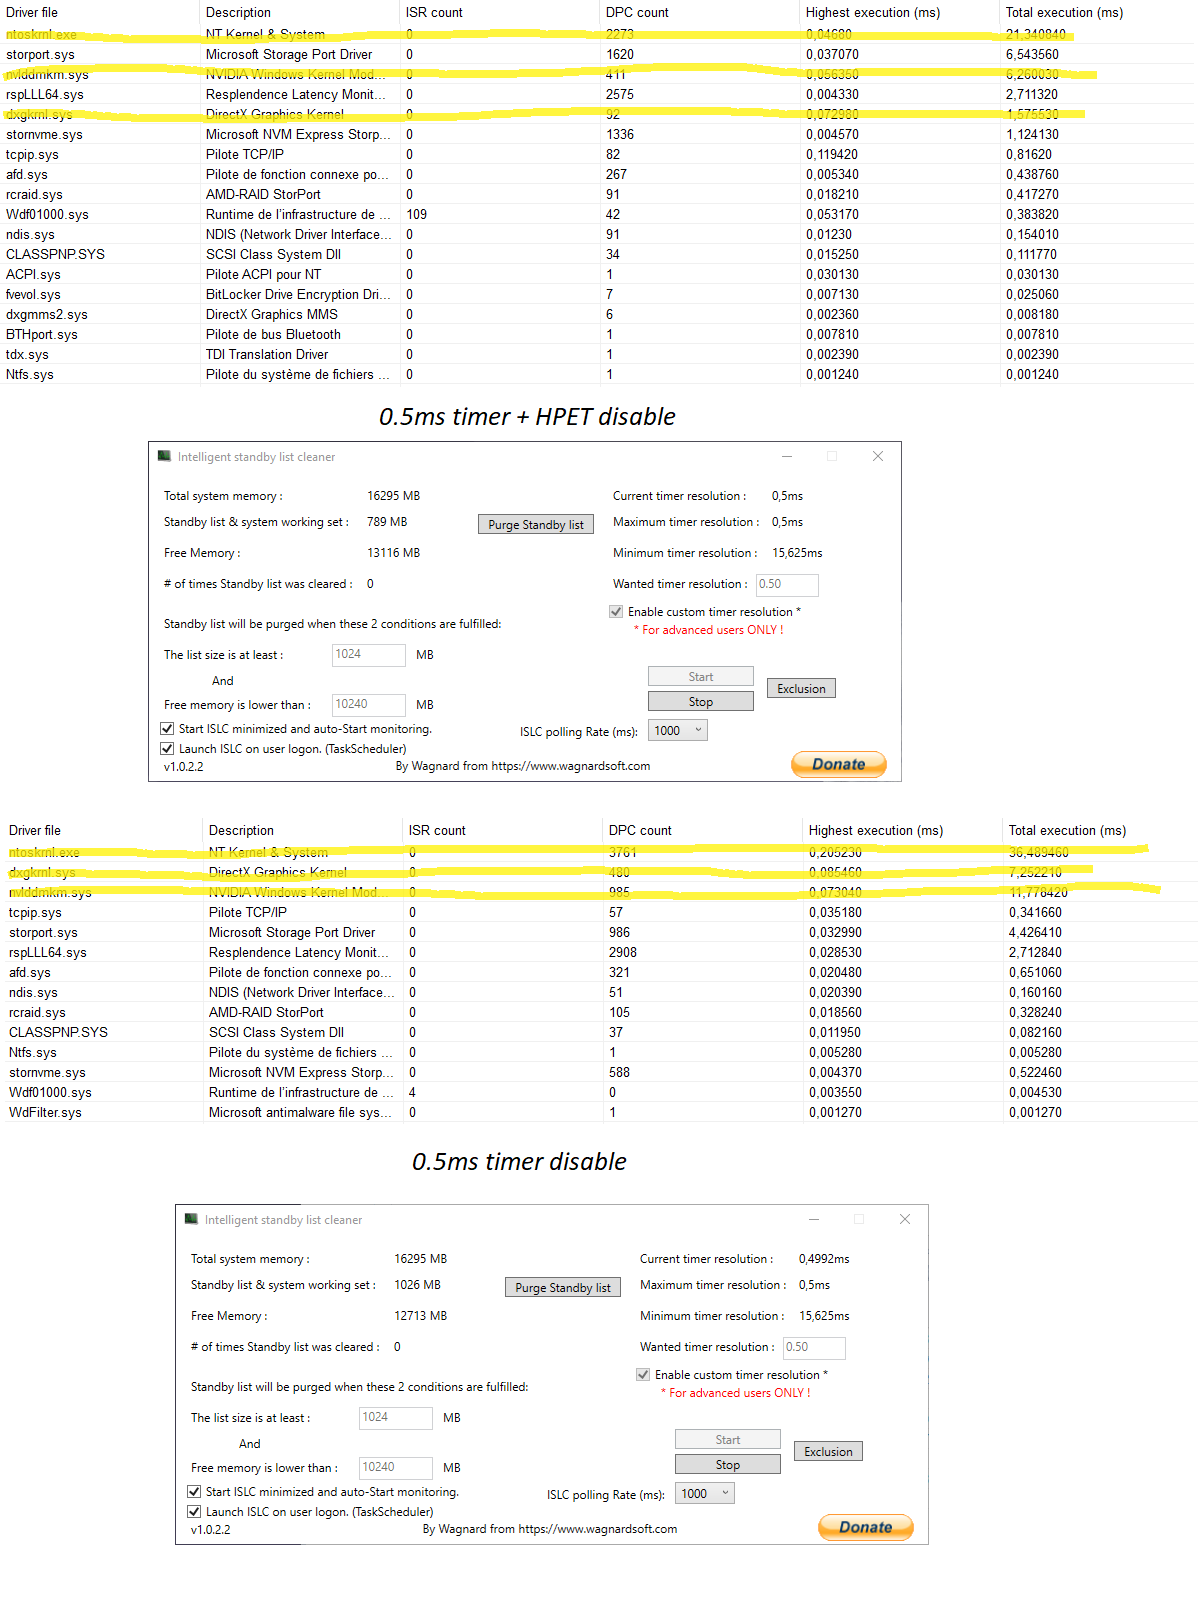 Driver file Description ISR count DPC count Highest execution (ms) Total execution (ms)
ntoskrnl.exe NT Kernel & System 0 2273 0,04680 21,340840
storport.sys Microsoft Storage Port Driver 0 1620 0,037070 6,543560
nvlddmkm.sys NVIDIA Windows Kernel Mod... 0 411 0,056350 6,260030
rspLLL64.sys Resplendence Latency Monit... 0 2575 0,004330 2,711320
dxgkrnl.sys DirectX Graphics Kernel 0 92 0,072980 1,575530
stornvme.sys Microsoft NVM Express Storp... 0 1336 0,004570 1,124130
tcpip.sys Pilote TCP/IP 0 82 0,119420 0,81620
afd.sys Pilote de fonction connexe po... 0 267 0,005340 0,438760
rcraid.sys AMD-RAID StorPort 0 91 0,018210 0,417270
Wdf01000.sys Runtime de l'infrastructure de ... 109 42 0,053170 0,383820
ndis.sys NDIS (Network Driver Interface... 0 91 0,01230 0,154010
CLASSPNP.SYS SCSI Class System Dll 0 34 0,015250 0,111770
ACPI.sys Pilote ACPI pour NT 0 1 0,030130 0,030130
fvevol.sys BitLocker Drive Encryption Dri... 0 7 0,007130 0,025060
dxgmms2.sys DirectX Graphics MMS 0 6 0,002360 0,008180
BTHport.sys Pilote de bus Bluetooth 0 1 0,007810 0,007810
tdx.sys TDI Translation Driver 0 1 0,002390 0,002390
Ntfs.sys Pilote du système de fichiers ... 0 1 0,001240 0,001240
0.5ms timer + HPET disable
Intelligent standby list cleaner
Total system memory : 16295 MB Current timer resolution : 0,5ms
Standby list & system working set : 789 MB Purge Standby list Maximum timer resolution : 0,5ms
Free Memory : 13116 MB Minimum timer resolution : 15,625ms
# of times Standby list was cleared : 0 Wanted timer resolution : 0.50
Enable custom timer resolution *
Standby list will be purged when these 2 conditions are fulfilled: * For advanced users ONLY !
The list size is at least : 1024 MB
Start
And Exclusion
Free memory is lower than : 10240 MB Stop
Start ISLC minimized and auto-Start monitoring. ISLC polling Rate (ms): 1000
Launch ISLC on user logon. (TaskScheduler)
v1.0.2.2 By Wagnard from https://www.wagnardsoft.com Donate
Driver file Description ISR count DPC count Highest execution (ms) Total execution (ms)
ntoskrnl.exe NT Kernel & System 0 3761 0,205230 36,489460
dxgkrnl.sys DirectX Graphics Kernel 0 480 0,085460 7,252210
nvlddmkm.sys NVIDIA Windows Kernel Mod... 0 985 0,073040 11,778420
tcpip.sys Pilote TCP/IP 0 57 0,035180 0,341660
storport.sys Microsoft Storage Port Driver 0 986 0,032990 4,426410
rspLLL64.sys Resplendence Latency Monit... 0 2908 0,028530 2,712840
afd.sys Pilote de fonction connexe po... 0 321 0,020480 0,651060
ndis.sys NDIS (Network Driver Interface... 0 51 0,020390 0,160160
rcraid.sys AMD-RAID StorPort 0 105 0,018560 0,328240
CLASSPNP.SYS SCSI Class System Dll 0 37 0,011950 0,082160
Ntfs.sys Pilote du système de fichiers ... 0 1 0,005280 0,005280
stornvme.sys Microsoft NVM Express Storp... 0 588 0,004370 0,522460
Wdf01000.sys Runtime de l'infrastructure de ... 4 0 0,003550 0,004530
WdFilter.sys Microsoft antimalware file sys... 0 1 0,001270 0,001270
0.5ms timer disable
Intelligent standby list cleaner
Total system memory : 16295 MB Current timer resolution : 0,4992ms
Standby list & system working set : 1026 MB Purge Standby list Maximum timer resolution : 0,5ms
Free Memory : 12713 MB Minimum timer resolution : 15,625ms
# of times Standby list was cleared : 0 Wanted timer resolution : 0.50
Enable custom timer resolution *
Standby list will be purged when these 2 conditions are fulfilled: * For advanced users ONLY !
The list size is at least : 1024 MB
Start
And Exclusion
Free memory is lower than : 10240 MB Stop
Start ISLC minimized and auto-Start monitoring. ISLC polling Rate (ms): 1000
Launch ISLC on user logon. (TaskScheduler)
v1.0.2.2 By Wagnard from https://www.wagnardsoft.com Donate